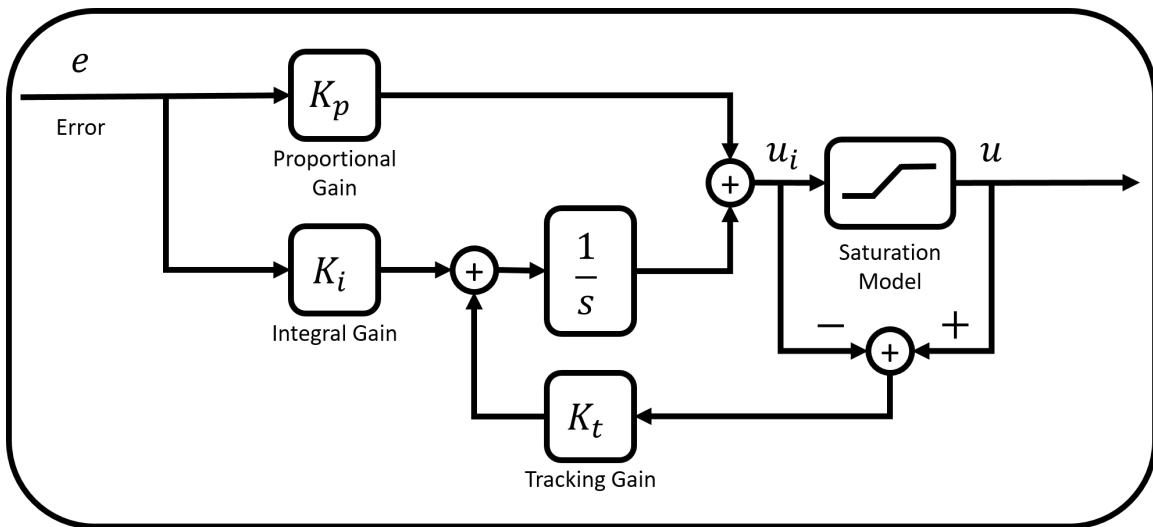 e
Error
K_p
Proportional
Gain
+
u_i
u
Saturation
Model
K_i
Integral Gain
+
1
s
−
+
+
K_t
Tracking Gain